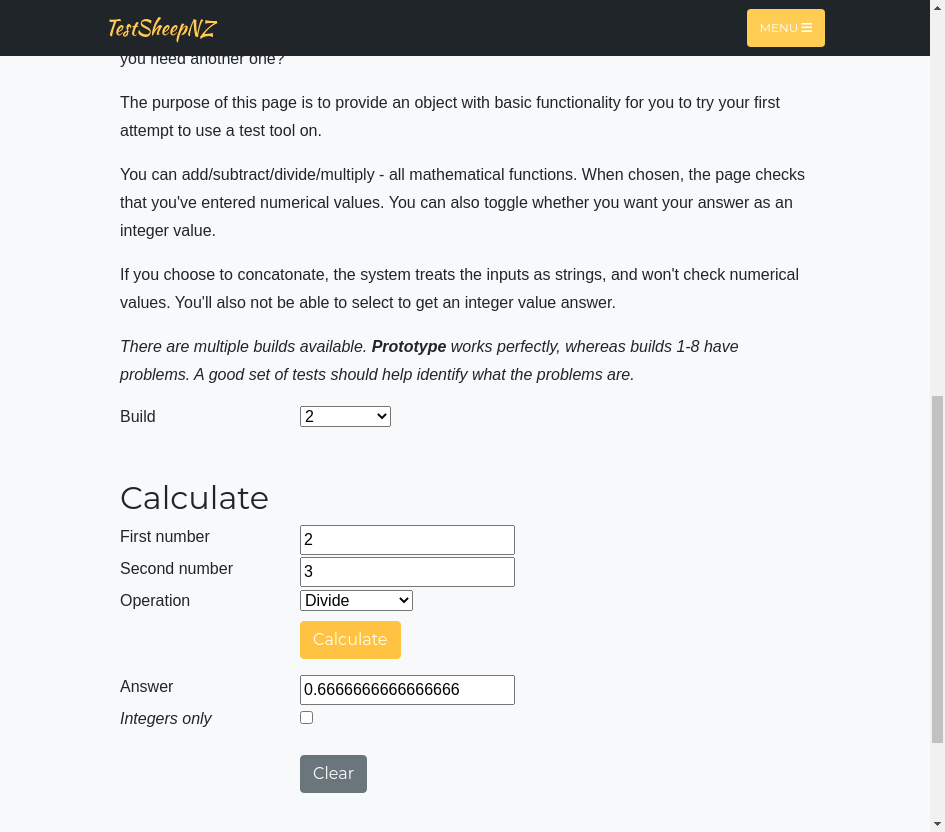 TestSheepNZ
MENU
you need another one?
The purpose of this page is to provide an object with basic functionality for you to try your first
attempt to use a test tool on.
You can add/subtract/divide/multiply - all mathematical functions. When chosen, the page checks
that you've entered numerical values. You can also toggle whether you want your answer as an
integer value.
If you choose to concatonate, the system treats the inputs as strings, and won't check numerical
values. You'll also not be able to select to get an integer value answer.
There are multiple builds available. Prototype works perfectly, whereas builds 1-8 have
problems. A good set of tests should help identify what the problems are.
Build 2
Calculate
First number 2
Second number 3
Operation Divide
Calculate
Answer 0.6666666666666666
Integers only
Clear